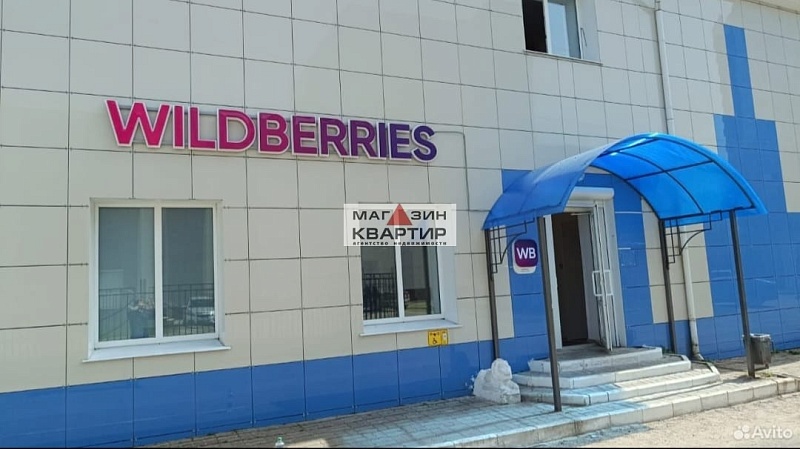 WILDBERRIES
МАГАЗИН
КВАРТИР
агентство недвижимости
WB
Avito